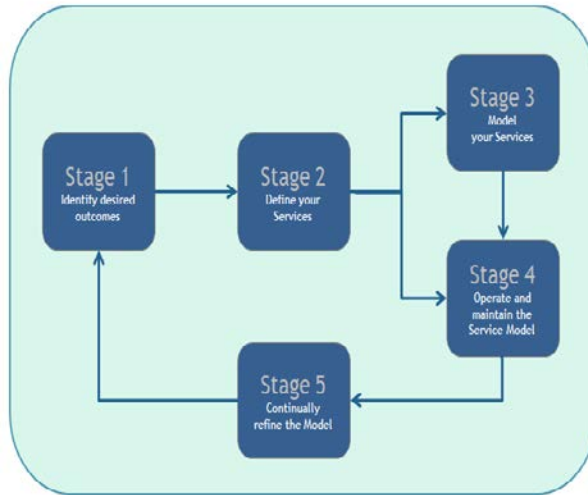 Stage 1
Identify desired
outcomes
Stage 2
Define your
Services
Stage 3
Model
your Services
Stage 4
Operate and
maintain the
Service Model
Stage 5
Continually
refine the Model